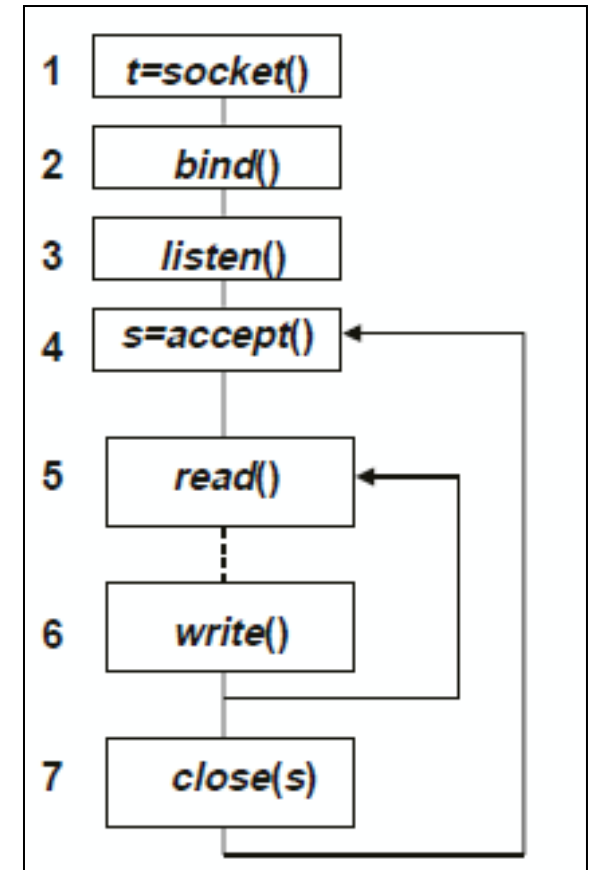 1 t=socket()
2 bind()
3 listen()
4 s=accept()
5 read()
6 write()
7 close(s)